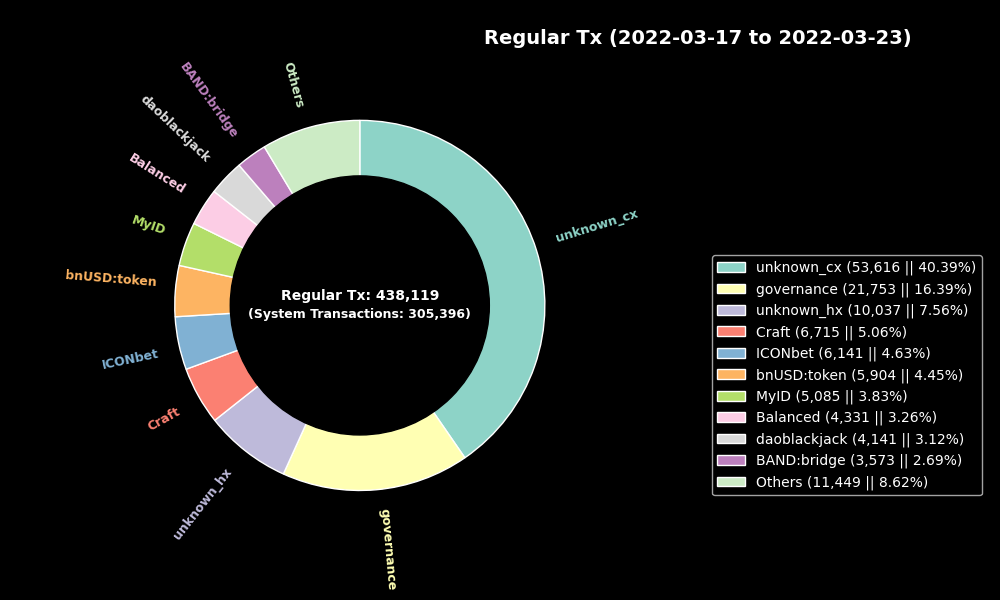 Regular Tx (2022-03-17 to 2022-03-23)
Others
BAND:bridge
daoblackjack
Balanced
MyID
bnUSD:token
ICONbet
Craft
unknown_hx
governance
unknown_cx
Regular Tx: 438,119
(System Transactions: 305,396)
unknown_cx (53,616 || 40.39%)
governance (21,753 || 16.39%)
unknown_hx (10,037 || 7.56%)
Craft (6,715 || 5.06%)
ICONbet (6,141 || 4.63%)
bnUSD:token (5,904 || 4.45%)
MyID (5,085 || 3.83%)
Balanced (4,331 || 3.26%)
daoblackjack (4,141 || 3.12%)
BAND:bridge (3,573 || 2.69%)
Others (11,449 || 8.62%)